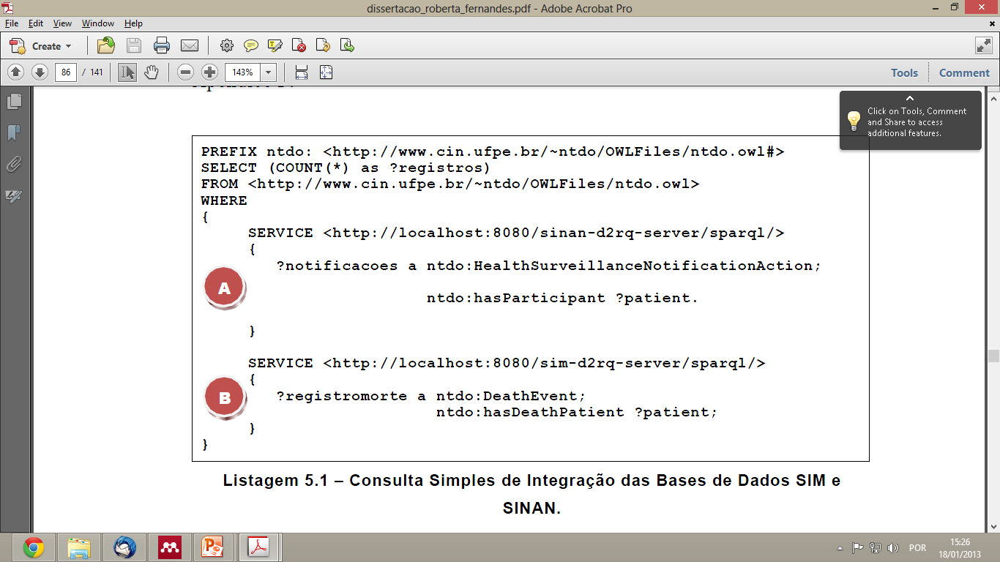 dissertacao_roberta_fernandes.pdf - Adobe Acrobat Pro
File Edit View Window Help
Create
86 / 141
143%
Tools
Comment
Click on Tools, Comment
and Share to access
additional features.
PREFIX ntdo: <http://www.cin.ufpe.br/~ntdo/OWLFiles/ntdo.owl#>
SELECT (COUNT(*) as ?registros)
FROM <http://www.cin.ufpe.br/~ntdo/OWLFiles/ntdo.owl>
WHERE
{
SERVICE <http://localhost:8080/sinan-d2rq-server/sparql/>
{
?notificacoes a ntdo:HealthSurveillanceNotificationAction;
A
ntdo:hasParticipant ?patient.
}
SERVICE <http://localhost:8080/sim-d2rq-server/sparql/>
{
B
?registromorte a ntdo:DeathEvent;
ntdo:hasDeathPatient ?patient;
}
}
Listagem 5.1 – Consulta Simples de Integração das Bases de Dados SIM e
SINAN.
POR
15:26
18/01/2013